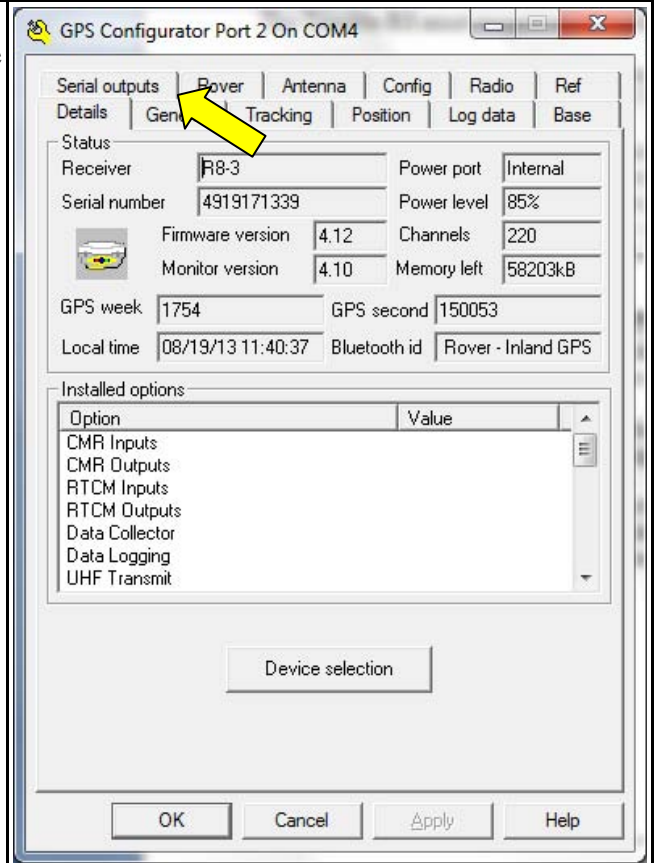 GPS Configurator Port 2 On COM4
Serial outputs Rover Antenna Config Radio Ref
Details Tracking Position Log data Base
Status
Receiver R8-3 Power port Internal
Serial number 4919171339 Power level 85%
Firmware version 4.12 Channels 220
Monitor version 4.10 Memory left 58203kB
GPS week 1754 GPS second 150053
Local time 08/19/13 11:40:37 Bluetooth id Rover - Inland GPS
Installed options
Option Value
CMR Inputs
CMR Outputs
RTCM Inputs
RTCM Outputs
Data Collector
Data Logging
UHF Transmit
Device selection
OK Cancel Apply Help